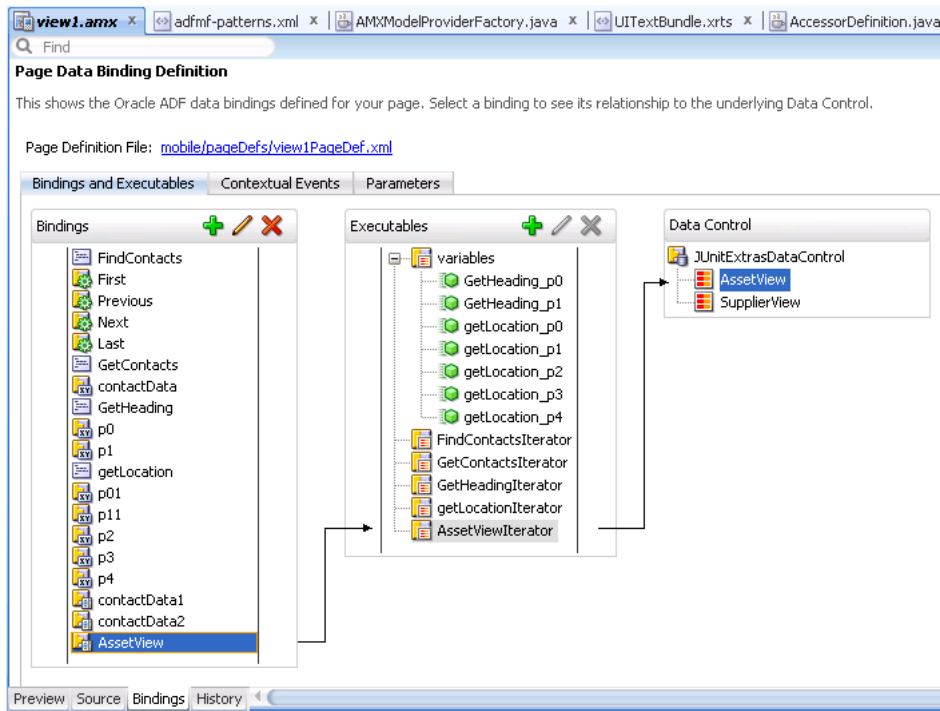 view1.amx x adfmf-patterns.xml x AMXModelProviderFactory.java x UITextBundle.xrts x AccessorDefinition.java
Find
Page Data Binding Definition
This shows the Oracle ADF data bindings defined for your page. Select a binding to see its relationship to the underlying Data Control.
Page Definition File: mobile/pageDefs/view1PageDef.xml
Bindings and Executables Contextual Events Parameters
Bindings
FindContacts
First
Previous
Next
Last
GetContacts
contactData
GetHeading
p0
p1
getLocation
p01
p11
p2
p3
p4
contactData1
contactData2
AssetView
Executables
variables
GetHeading_p0
GetHeading_p1
getLocation_p0
getLocation_p1
getLocation_p2
getLocation_p3
getLocation_p4
FindContactsIterator
GetContactsIterator
GetHeadingIterator
getLocationIterator
AssetViewIterator
Data Control
JUnitExtrasDataControl
AssetView
SupplierView
Preview Source Bindings History